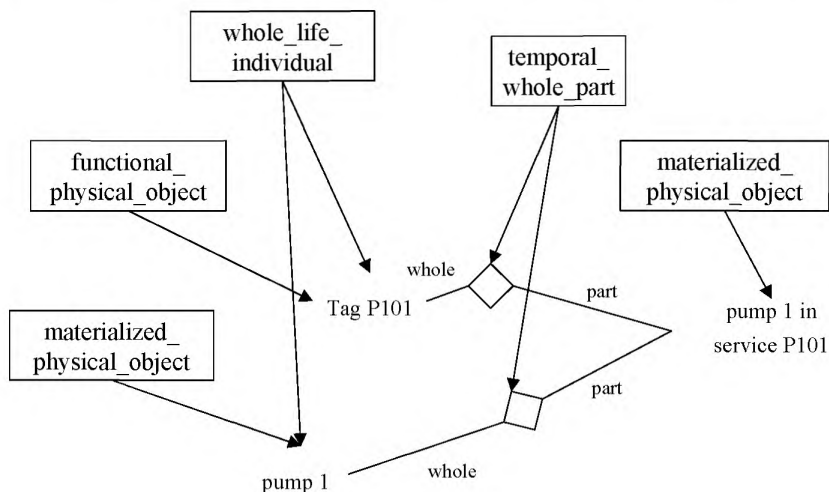 whole_life_
individual
temporal_
whole_part
functional_
physical_object
materialized_
physical_object
whole
Tag P101
part
pump 1 in
service P101
materialized_
physical_object
part
whole
pump 1